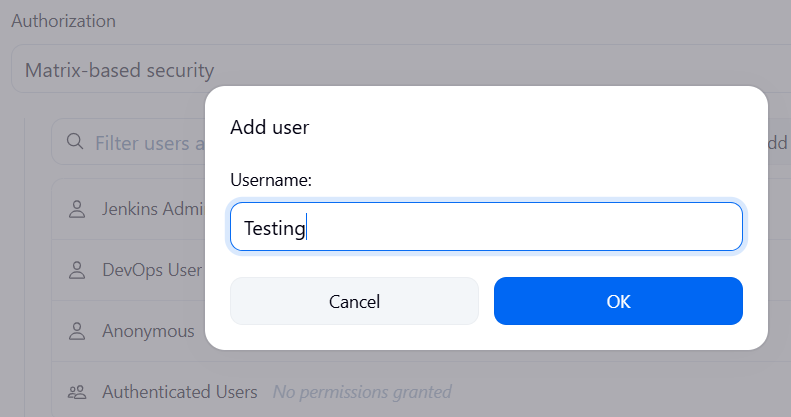 Authorization
Matrix-based security
Add user
Filter users a
dd
Username:
Jenkins Admi
Testing
DevOps User
Cancel
OK
Anonymous
Authenticated Users No permissions granted